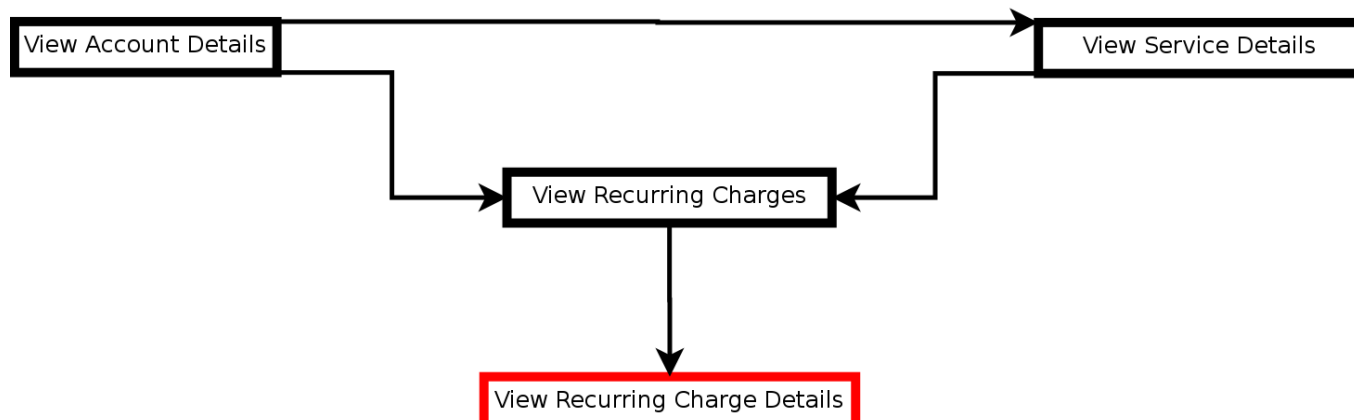 View Account Details
View Service Details
View Recurring Charges
View Recurring Charge Details